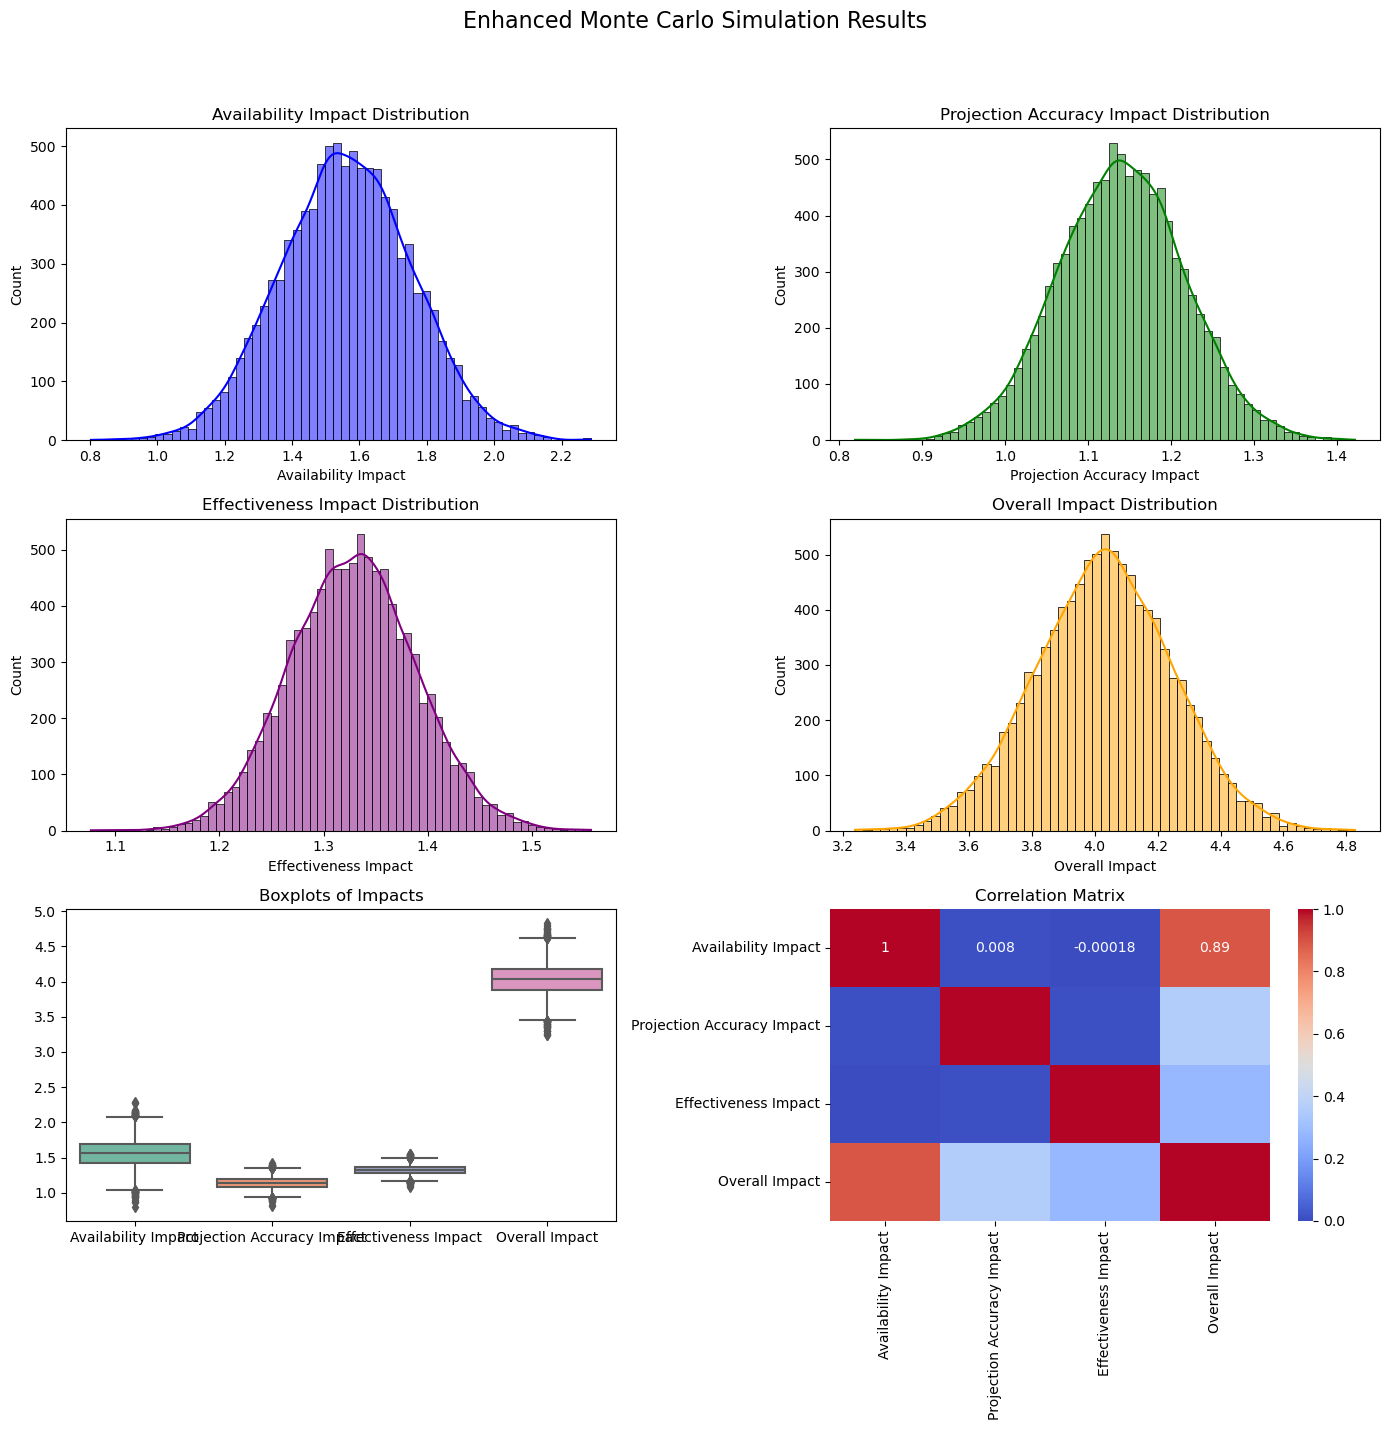 Enhanced Monte Carlo Simulation Results
Availability Impact Distribution
Count
500
400
300
200
100
0
0.8 1.0 1.2 1.4 1.6 1.8 2.0 2.2
Availability Impact
Projection Accuracy Impact Distribution
Count
500
400
300
200
100
0
0.8 0.9 1.0 1.1 1.2 1.3 1.4
Projection Accuracy Impact
Effectiveness Impact Distribution
Count
500
400
300
200
100
0
1.1 1.2 1.3 1.4 1.5
Effectiveness Impact
Overall Impact Distribution
Count
500
400
300
200
100
0
3.2 3.4 3.6 3.8 4.0 4.2 4.4 4.6 4.8
Overall Impact
Boxplots of Impacts
5.0
4.5
4.0
3.5
3.0
2.5
2.0
1.5
1.0
Availability Impact Projection Accuracy Impact Effectiveness Impact Overall Impact
Correlation Matrix
Availability Impact 1 0.008 -0.00018 0.89
Projection Accuracy Impact
Effectiveness Impact
Overall Impact
Availability Impact
Projection Accuracy Impact
Effectiveness Impact
Overall Impact
1.0
0.8
0.6
0.4
0.2
0.0